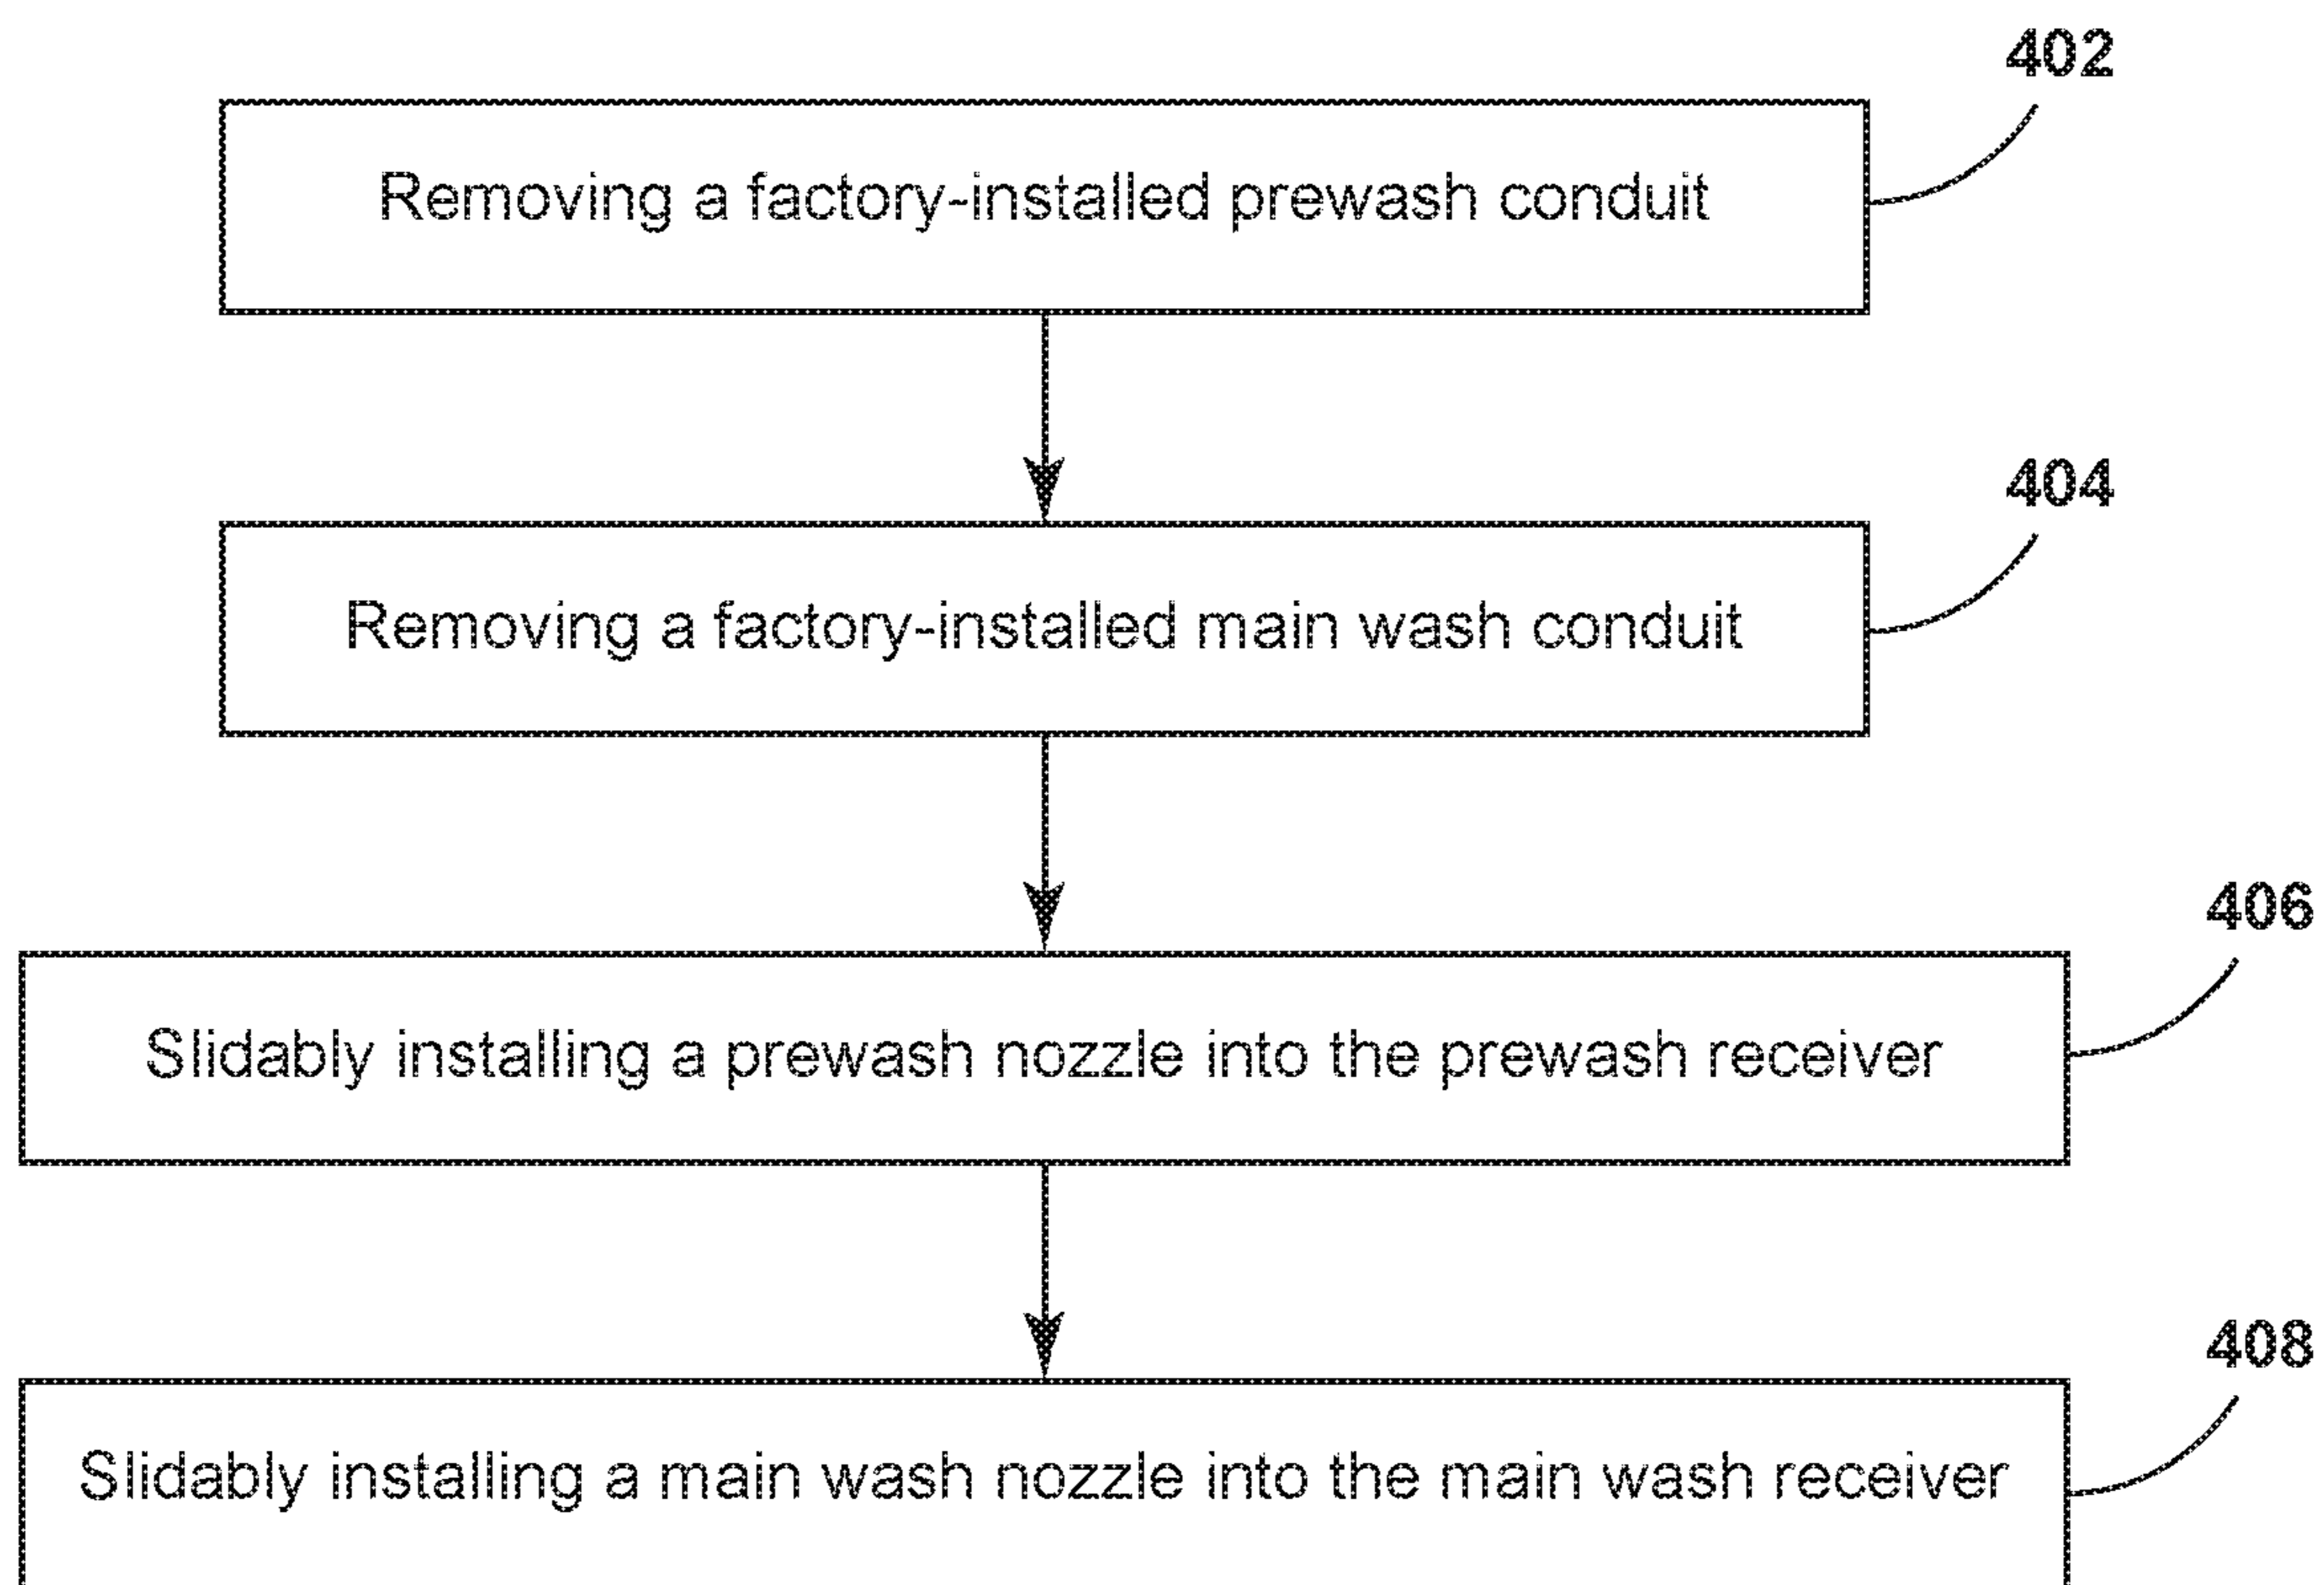 402
Removing a factory-installed prewash conduit
404
Removing a factory-installed main wash conduit
406
Slidably installing a prewash nozzle into the prewash receiver
408
Slidably installing a main wash nozzle into the main wash receiver